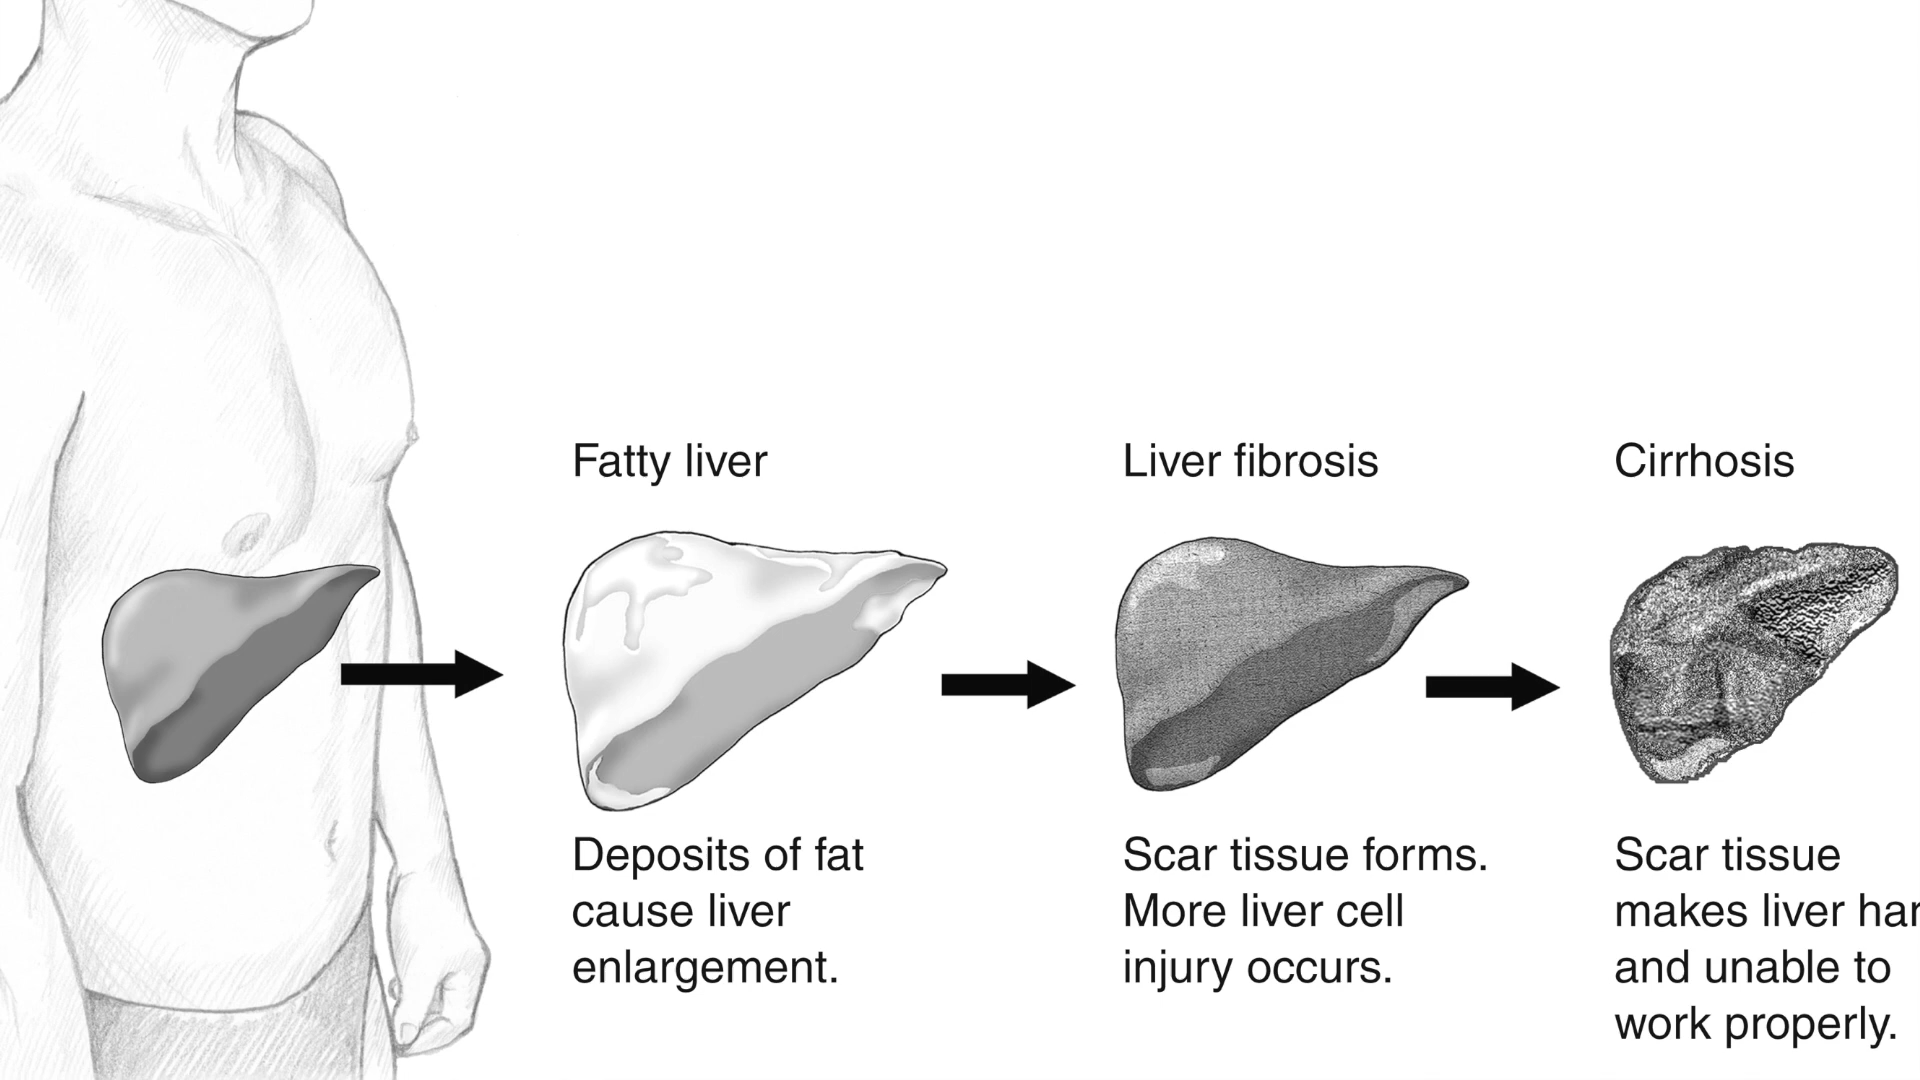 Fatty liver
Deposits of fat
cause liver
enlargement.
Liver fibrosis
Scar tissue forms.
More liver cell
injury occurs.
Cirrhosis
Scar tissue
makes liver har
and unable to
work properly.